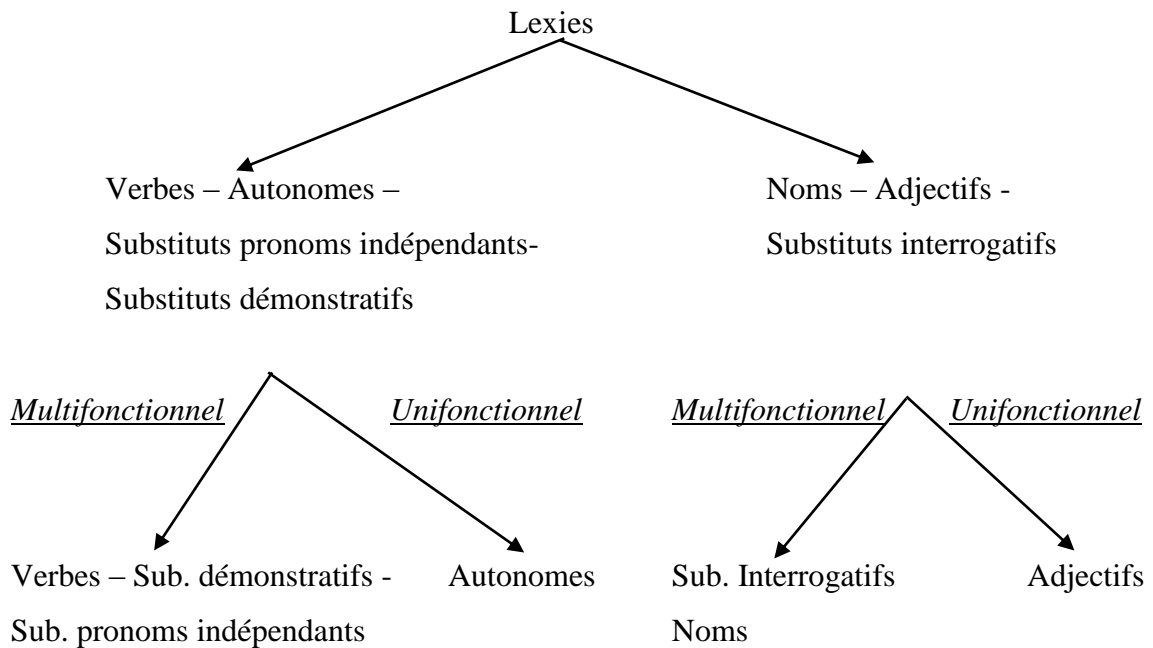 Lexies
Verbes – Autonomes –
Substituts pronoms indépendants-
Substituts démonstratifs
Noms – Adjectifs -
Substituts interrogatifs
Multifonctionnel
Unifonctionnel
Multifonctionnel
Unifonctionnel
Verbes – Sub. démonstratifs -
Sub. pronoms indépendants
Autonomes
Sub. Interrogatifs
Noms
Adjectifs